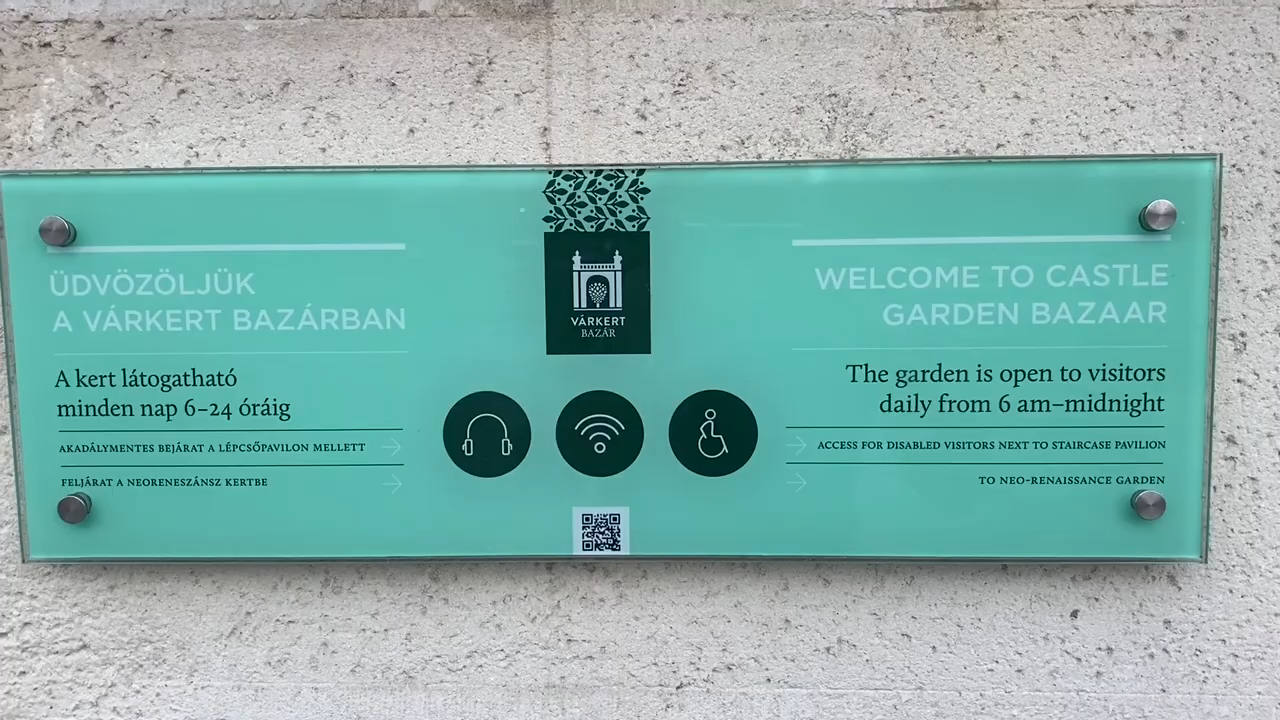 ÜDVÖZÖLJÜK
A VÁRKERT BAZÁRBAN
A kert látogatható
minden nap 6–24 óráig
AKADÁLYMENTES BEJÁRAT A LÉPCSŐPAVILON MELLETT
FELJÁRAT A NEORENESZÁNSZ KERTBE
VÁRKERT
BAZÁR
WELCOME TO CASTLE
GARDEN BAZAAR
The garden is open to visitors
daily from 6 am–midnight
ACCESS FOR DISABLED VISITORS NEXT TO STAIRCASE PAVILION
TO NEO-RENAISSANCE GARDEN